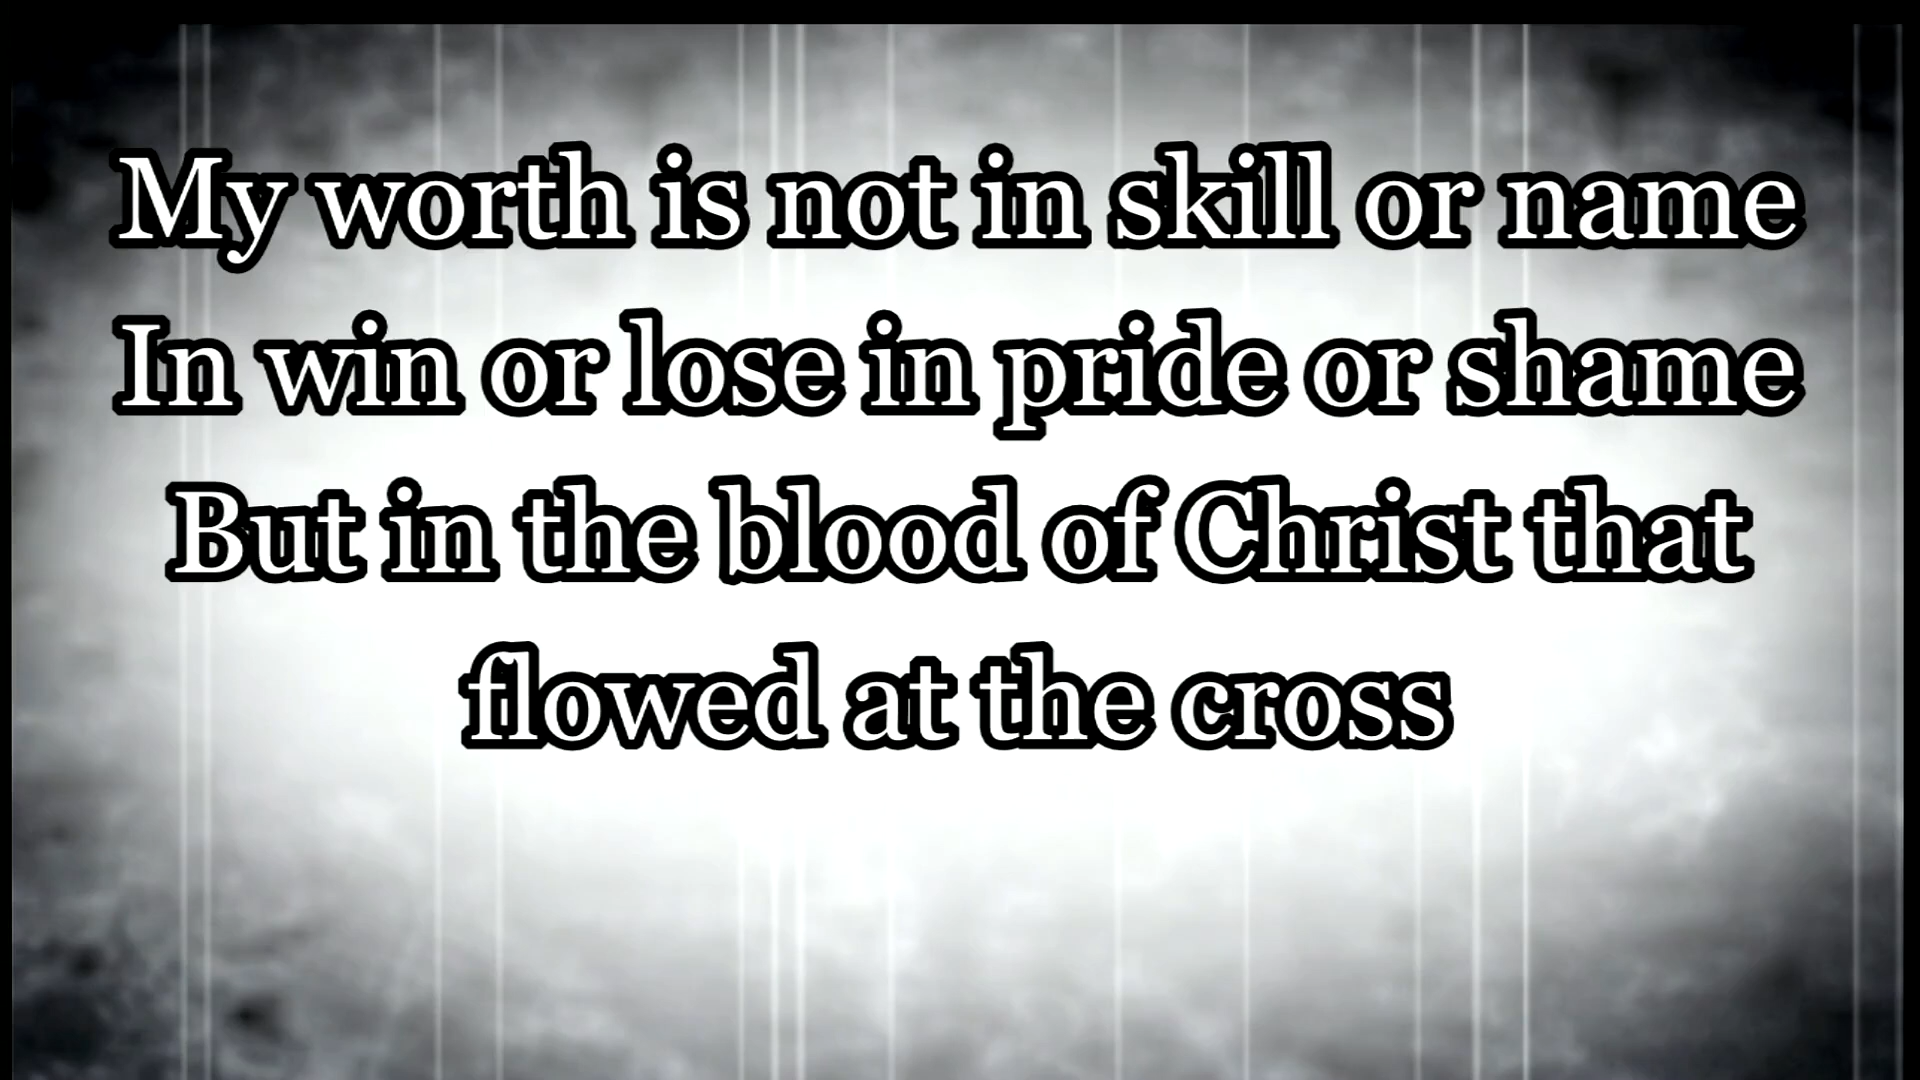 My worth is not in skill or name
In win or lose in pride or shame
But in the blood of Christ that
flowed at the cross